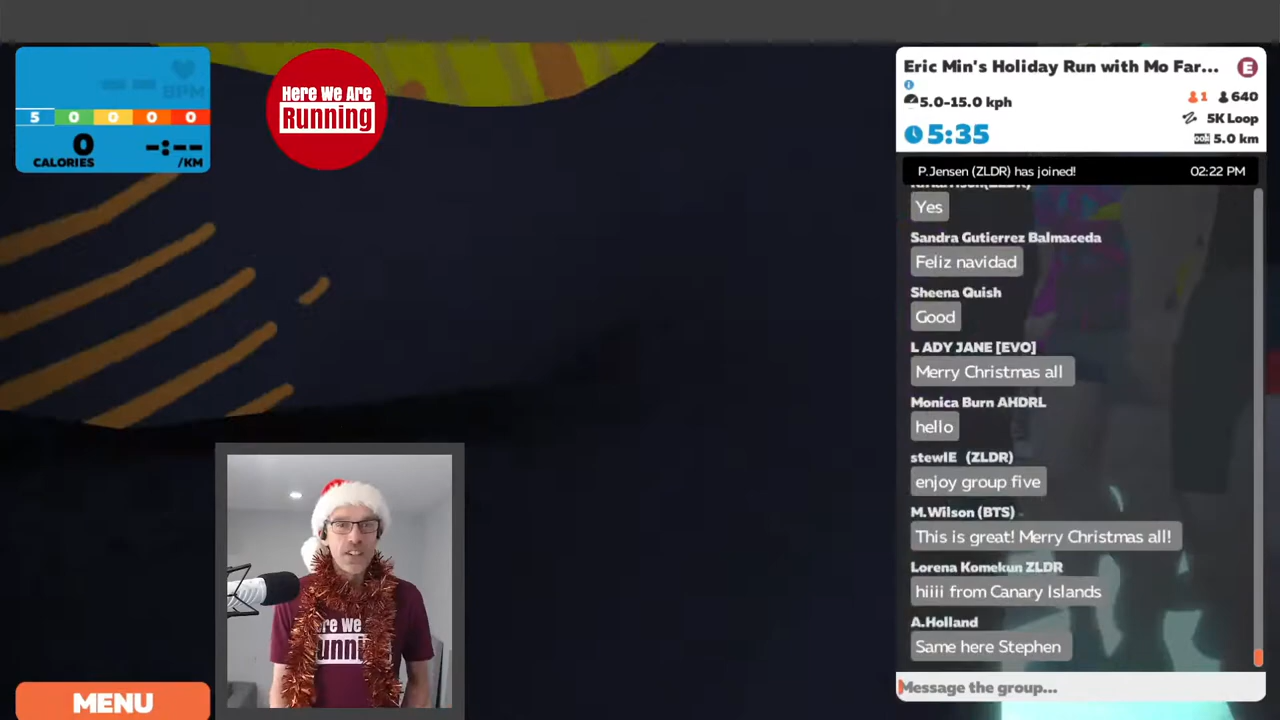 -- BPM
5 0 0 0 0
0 CALORIES
-:-- /KM
Here We Are
Running
Eric Min's Holiday Run with Mo Far... E
5.0-15.0 kph
1 640
5:35
5K Loop
5.0 km
P.Jensen (ZLDR) has joined! 02:22 PM
Yes
Sandra Gutierrez Balmaceda
Feliz navidad
Sheena Quish
Good
L ADY JANE [EVO]
Merry Christmas all
Monica Burn AHDRL
hello
stewIE (ZLDR)
enjoy group five
M.Wilson (BTS)
This is great! Merry Christmas all!
Lorena Komekun ZLDR
hiiii from Canary Islands
A.Holland
Same here Stephen
Message the group...
MENU